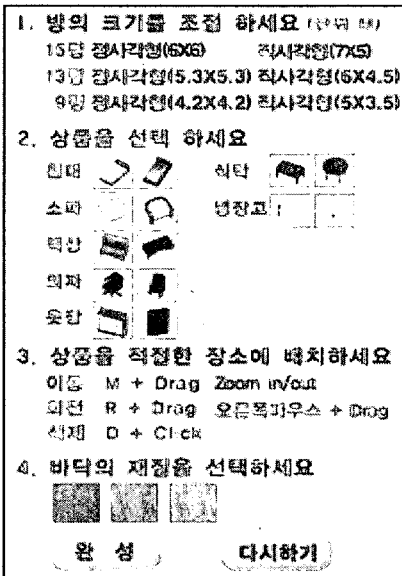 1. 방의 크기를 조절 하세요 (단위 m)
15평 정사각형(6X6) 직사각형(7X5)
13평 정사각형(5.3X5.3) 직사각형(6X4.5)
9평 정사각형(4.2X4.2) 직사각형(5X3.5)
2. 상품을 선택 하세요
침대 식탁
소파 냉장고
책상
의자
옷장
3. 상품을 적절한 장소에 배치하세요
이동 M + Drag Zoom in/out
회전 R + Drag 오른쪽마우스 + Drag
삭제 D + Click
4. 바닥의 재질을 선택하세요
완 성 다시하기